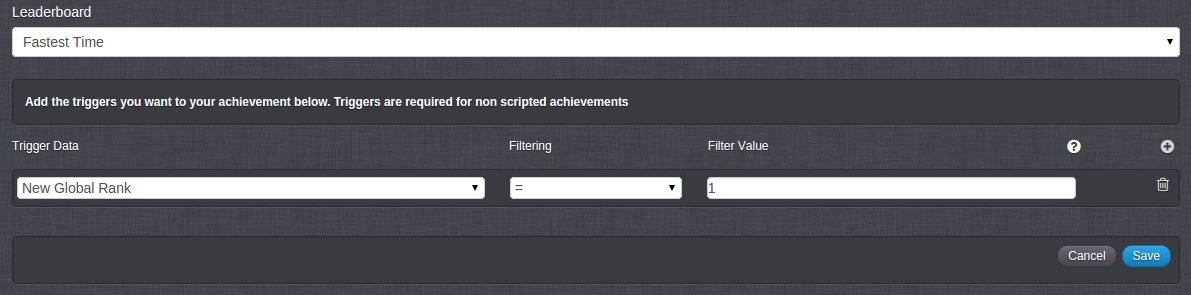 Leaderboard
Fastest Time
Add the triggers you want to your achievement below. Triggers are required for non scripted achievements
Trigger Data Filtering Filter Value ? +
New Global Rank = 1
Cancel Save